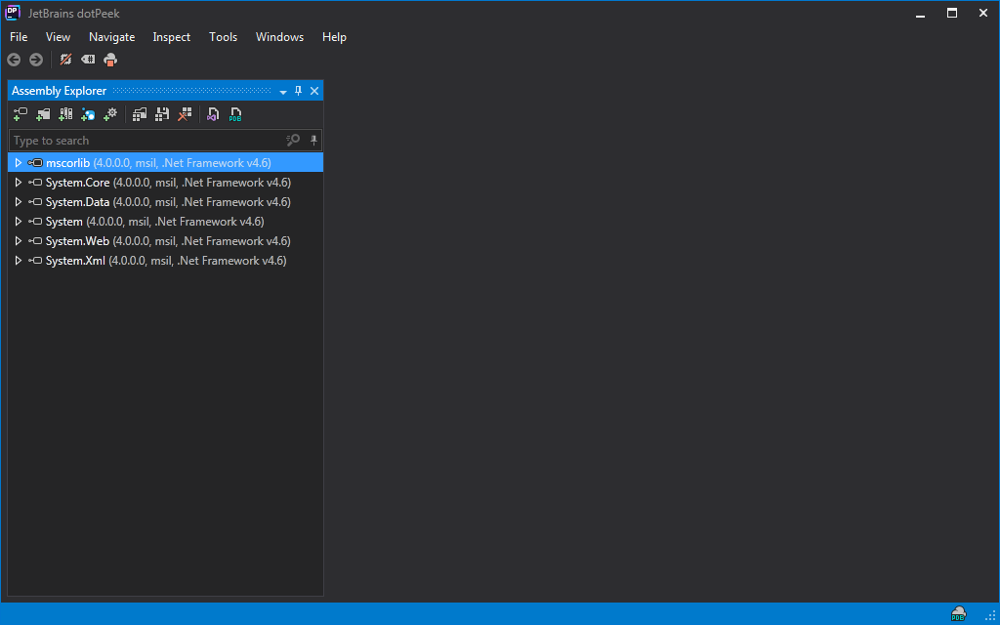 DP
JetBrains dotPeek
File View Navigate Inspect Tools Windows Help
Assembly Explorer
PDB
Type to search
mscorlib (4.0.0.0, msil, .Net Framework v4.6)
System.Core (4.0.0.0, msil, .Net Framework v4.6)
System.Data (4.0.0.0, msil, .Net Framework v4.6)
System (4.0.0.0, msil, .Net Framework v4.6)
System.Web (4.0.0.0, msil, .Net Framework v4.6)
System.Xml (4.0.0.0, msil, .Net Framework v4.6)
PDB